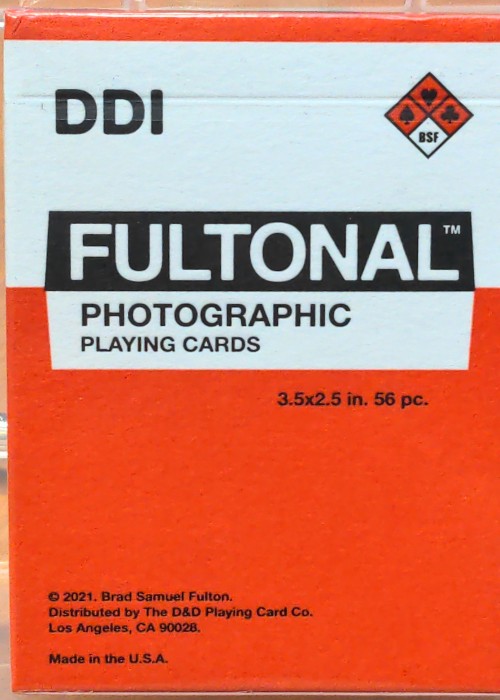 DDI
BSF
FULTONAL™
PHOTOGRAPHIC
PLAYING CARDS
3.5x2.5 in. 56 pc.
© 2021. Brad Samuel Fulton.
Distributed by The D&D Playing Card Co.
Los Angeles, CA 90028.
Made in the U.S.A.